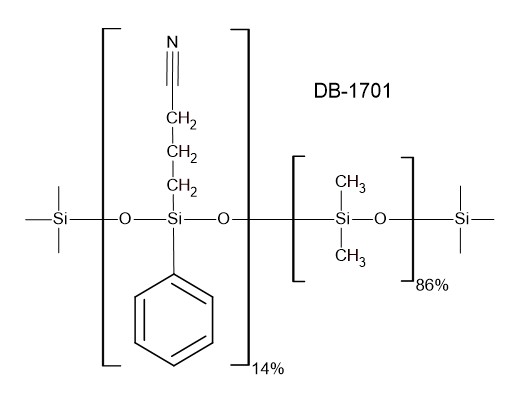 N
DB-1701
CH2
CH2
CH2
CH3
Si O Si O Si O Si
CH3
86%
14%